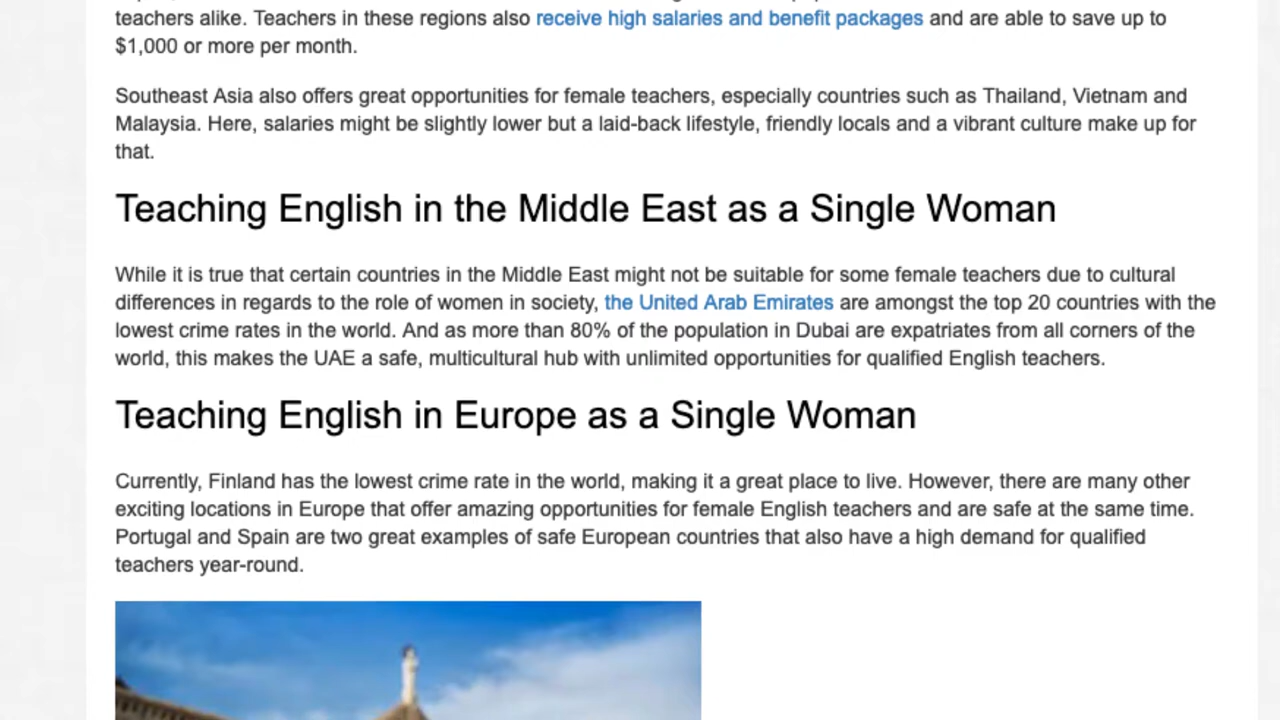 teachers alike. Teachers in these regions also receive high salaries and benefit packages and are able to save up to
$1,000 or more per month.
Southeast Asia also offers great opportunities for female teachers, especially countries such as Thailand, Vietnam and
Malaysia. Here, salaries might be slightly lower but a laid-back lifestyle, friendly locals and a vibrant culture make up for
that.
Teaching English in the Middle East as a Single Woman
While it is true that certain countries in the Middle East might not be suitable for some female teachers due to cultural
differences in regards to the role of women in society, the United Arab Emirates are amongst the top 20 countries with the
lowest crime rates in the world. And as more than 80% of the population in Dubai are expatriates from all corners of the
world, this makes the UAE a safe, multicultural hub with unlimited opportunities for qualified English teachers.
Teaching English in Europe as a Single Woman
Currently, Finland has the lowest crime rate in the world, making it a great place to live. However, there are many other
exciting locations in Europe that offer amazing opportunities for female English teachers and are safe at the same time.
Portugal and Spain are two great examples of safe European countries that also have a high demand for qualified
teachers year-round.